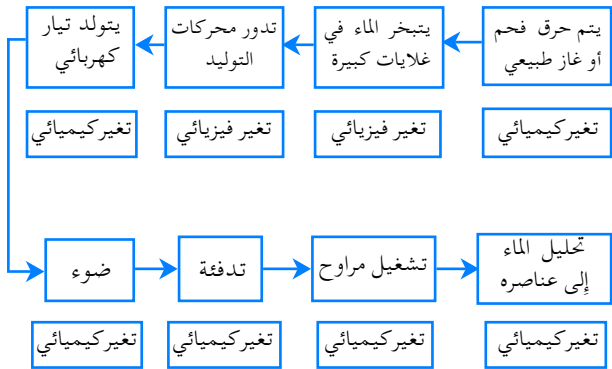 يتم حرق فحم
أو غاز طبيعي
يتبخر الماء في
غلايات كبيرة
تدور محركات
التوليد
يتولد تيار
كهربائي
تغيركيميائي
تغير فيزيائي
تغير فيزيائي
تغيركيميائي
ضوء
تدفئة
تشغيل مراوح
تحليل الماء
إلى عناصره
تغيركيميائي
تغيركيميائي
تغيركيميائي
تغيركيميائي